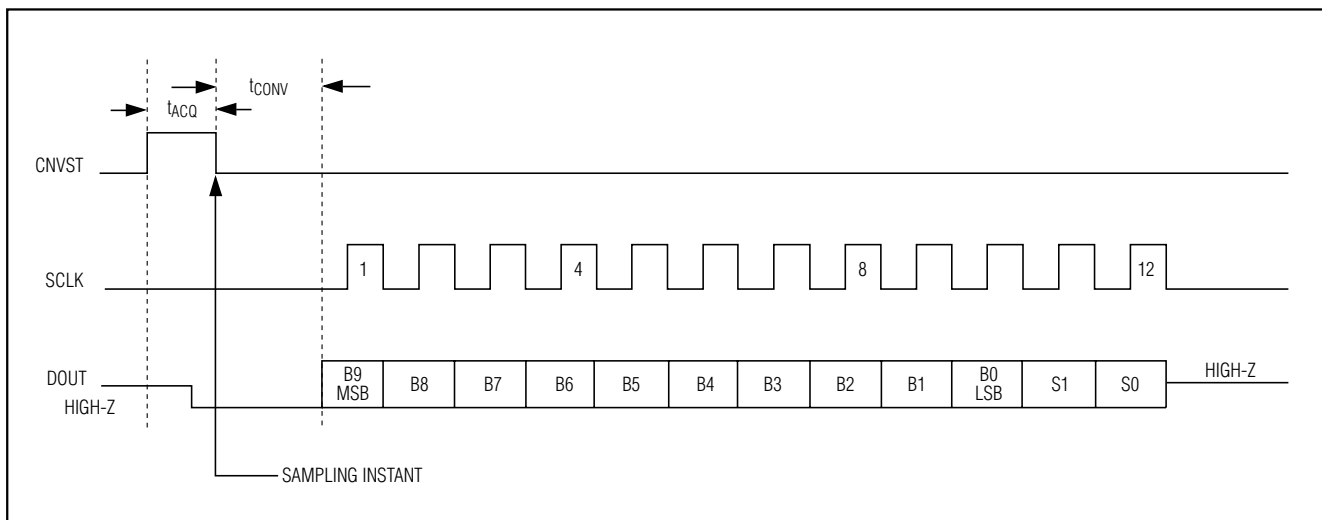 tCONV
tACQ
CNVST
SCLK
1
4
8
12
DOUT
HIGH-Z
B9
MSB
B8
B7
B6
B5
B4
B3
B2
B1
B0
LSB
S1
S0
HIGH-Z
SAMPLING INSTANT